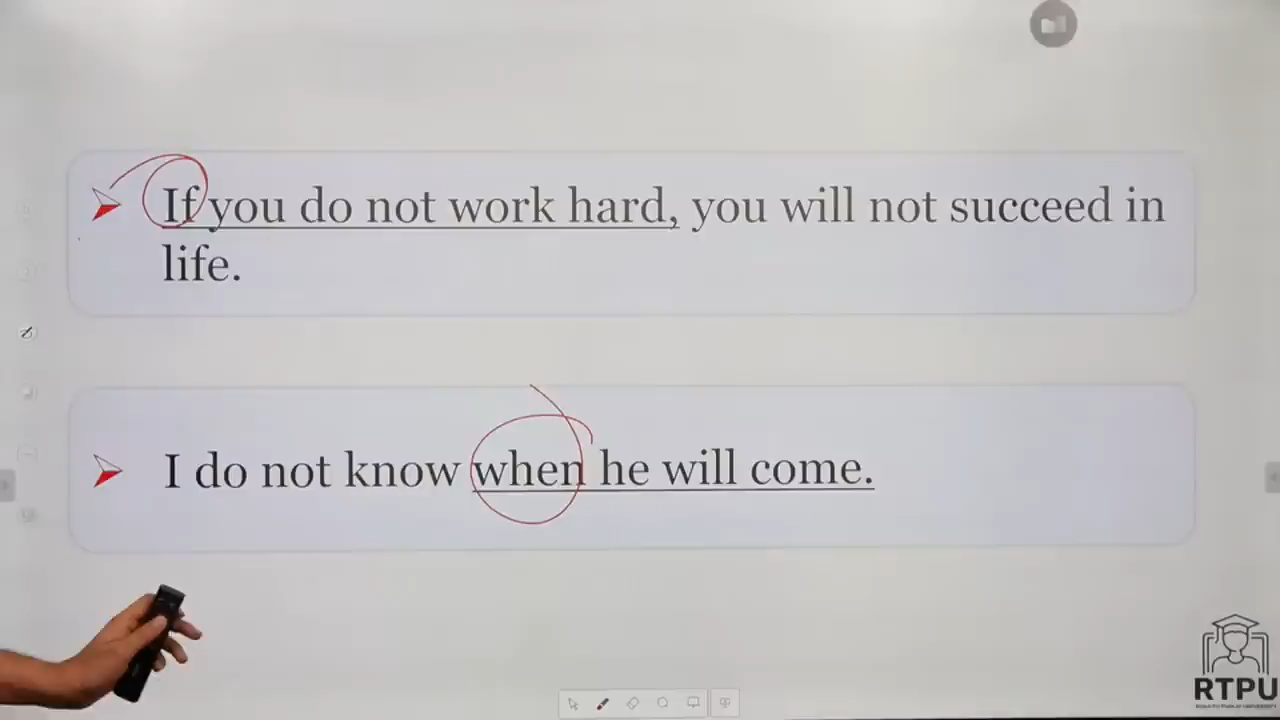 If you do not work hard, you will not succeed in
life.
I do not know when he will come.
RTPU